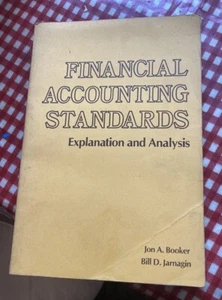 FINANCIAL
ACCOUNTING
STANDARDS
Explanation and Analysis
Jon A. Booker
Bill D. Jarnagin